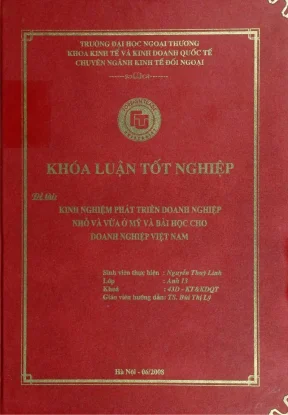 TRƯỜNG ĐẠI HỌC NGOẠI THƯƠNG
KHOA KINH TẾ VÀ KINH DOANH QUỐC TẾ
CHUYÊN NGÀNH KINH TẾ ĐỐI NGOẠI
KHÓA LUẬN TỐT NGHIỆP
Đề tài:
KINH NGHIỆM PHÁT TRIỂN DOANH NGHIỆP
NHỎ VÀ VỪA Ở MỸ VÀ BÀI HỌC CHO
DOANH NGHIỆP VIỆT NAM
Sinh viên thực hiện : Nguyễn Thuỳ Linh
Lớp : Anh 13
Khoá : 43D - KT&KDQT
Giáo viên hướng dẫn: TS. Bùi Thị Lý
Hà Nội - 06/2008